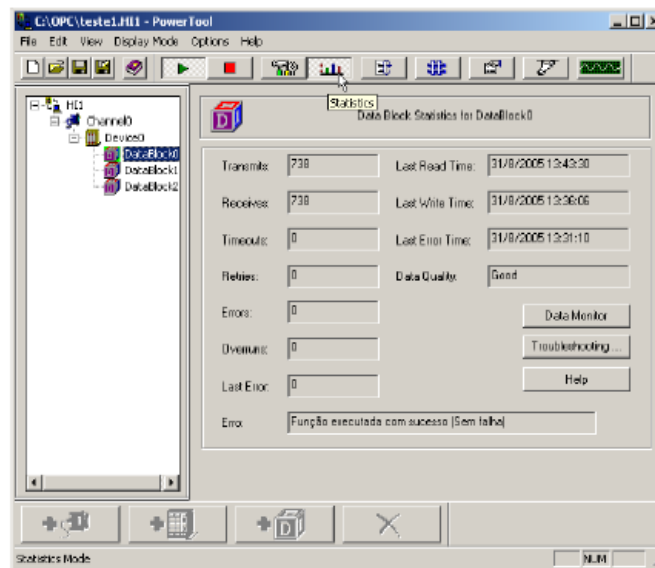 C:\OPC\teste1.HI1 - PowerTool
File Edit View Display Mode Options Help
Statistics
HI1
Channel0
Device0
DataBlock0
DataBlock1
DataBlock2
Data Block Statistics for DataBlock0
Transmits: 738 Last Read Time: 31/8/2005 13:43:30
Receives: 738 Last Write Time: 31/8/2005 13:36:06
Timeouts: 0 Last Error Time: 31/8/2005 13:31:10
Retries: 0 Data Quality: Good
Errors: 0 Data Monitor
Overruns: 0 Troubleshooting ...
Last Error: 0 Help
Error: Função executada com sucesso [Sem falha]
Statistics Mode NUM